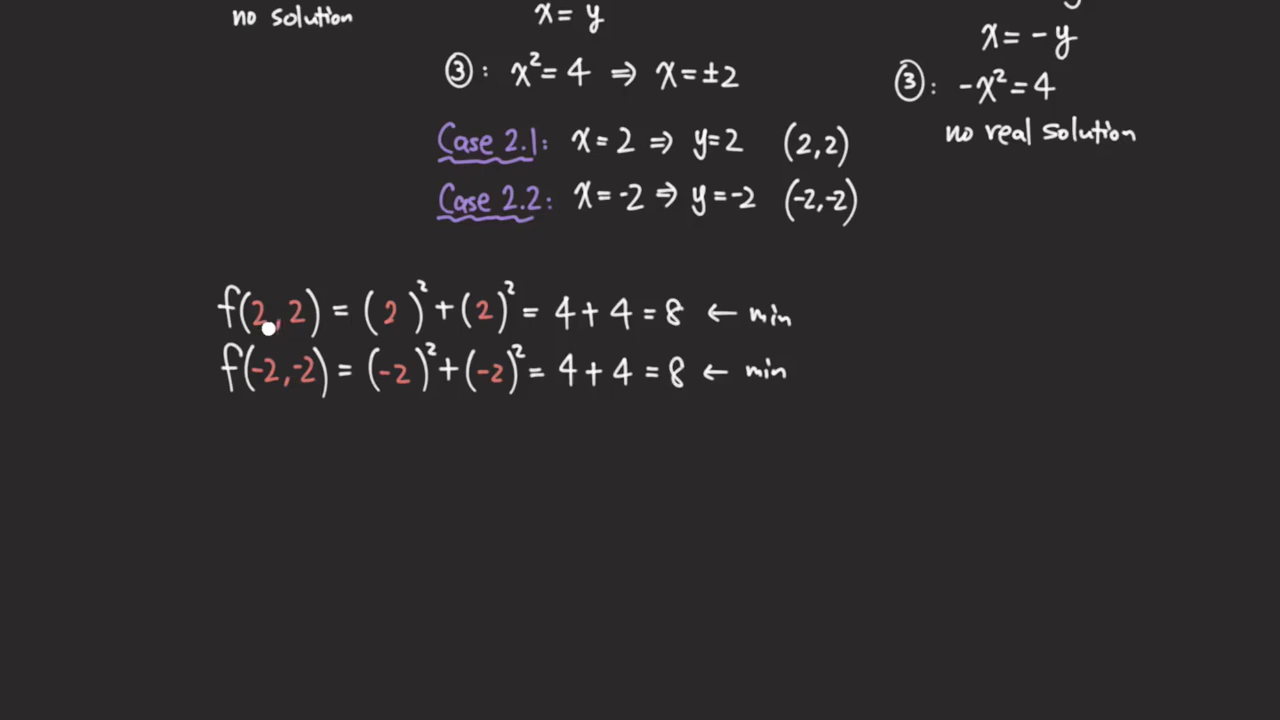 no solution
x = y
③: x² = 4 ⇒ x = ±2
Case 2.1: x = 2 ⇒ y = 2 (2,2)
Case 2.2: x = -2 ⇒ y = -2 (-2,-2)
x = -y
③: -x² = 4
no real solution
f(2,2) = (2)² + (2)² = 4 + 4 = 8 ← min
f(-2,-2) = (-2)² + (-2)² = 4 + 4 = 8 ← min